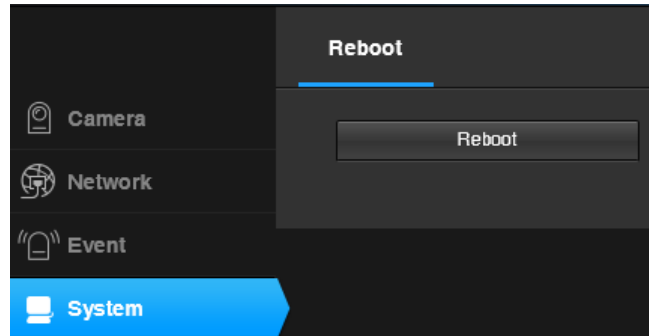 Reboot
Camera
Reboot
Network
Event
System